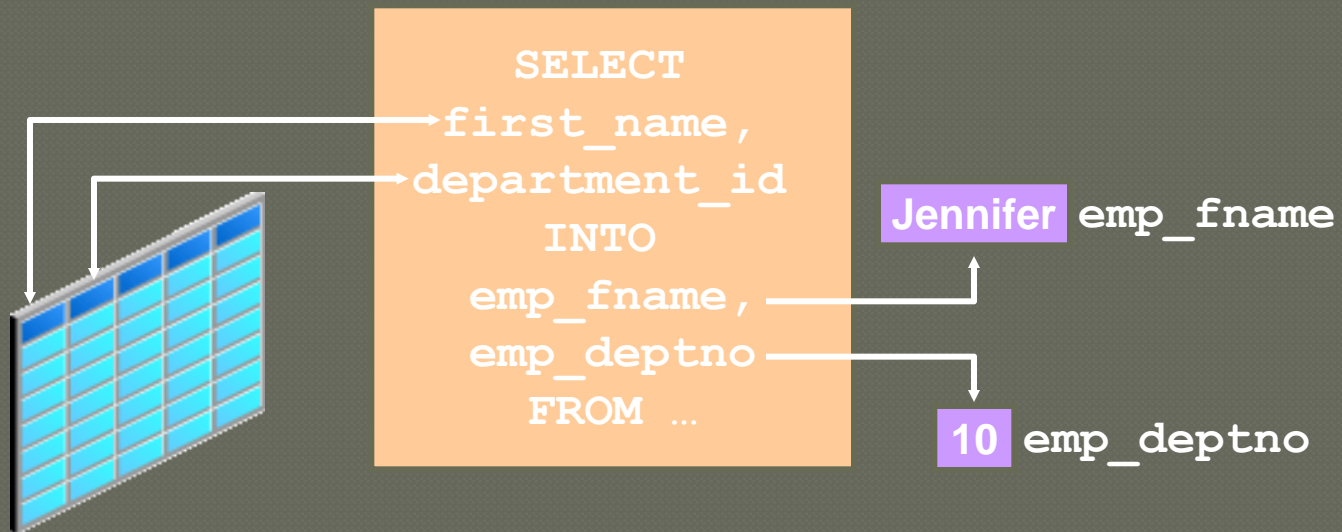 SELECT
first_name,
department_id
INTO
emp_fname,
emp_deptno
FROM …
Jennifer emp_fname
10 emp_deptno